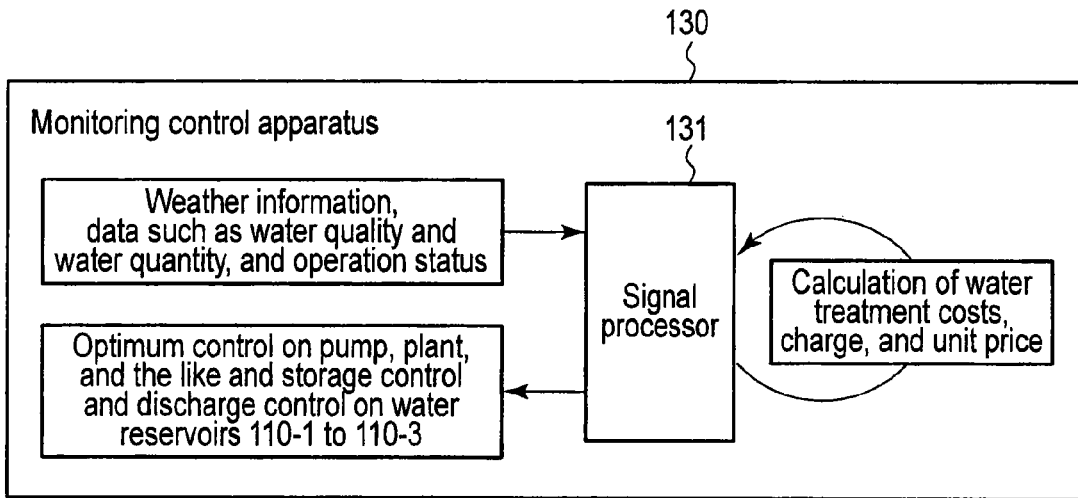 130
Monitoring control apparatus
131
Weather information,
data such as water quality and
water quantity, and operation status
Signal
processor
Calculation of water
treatment costs,
charge, and unit price
Optimum control on pump, plant,
and the like and storage control
and discharge control on water
reservoirs 110-1 to 110-3